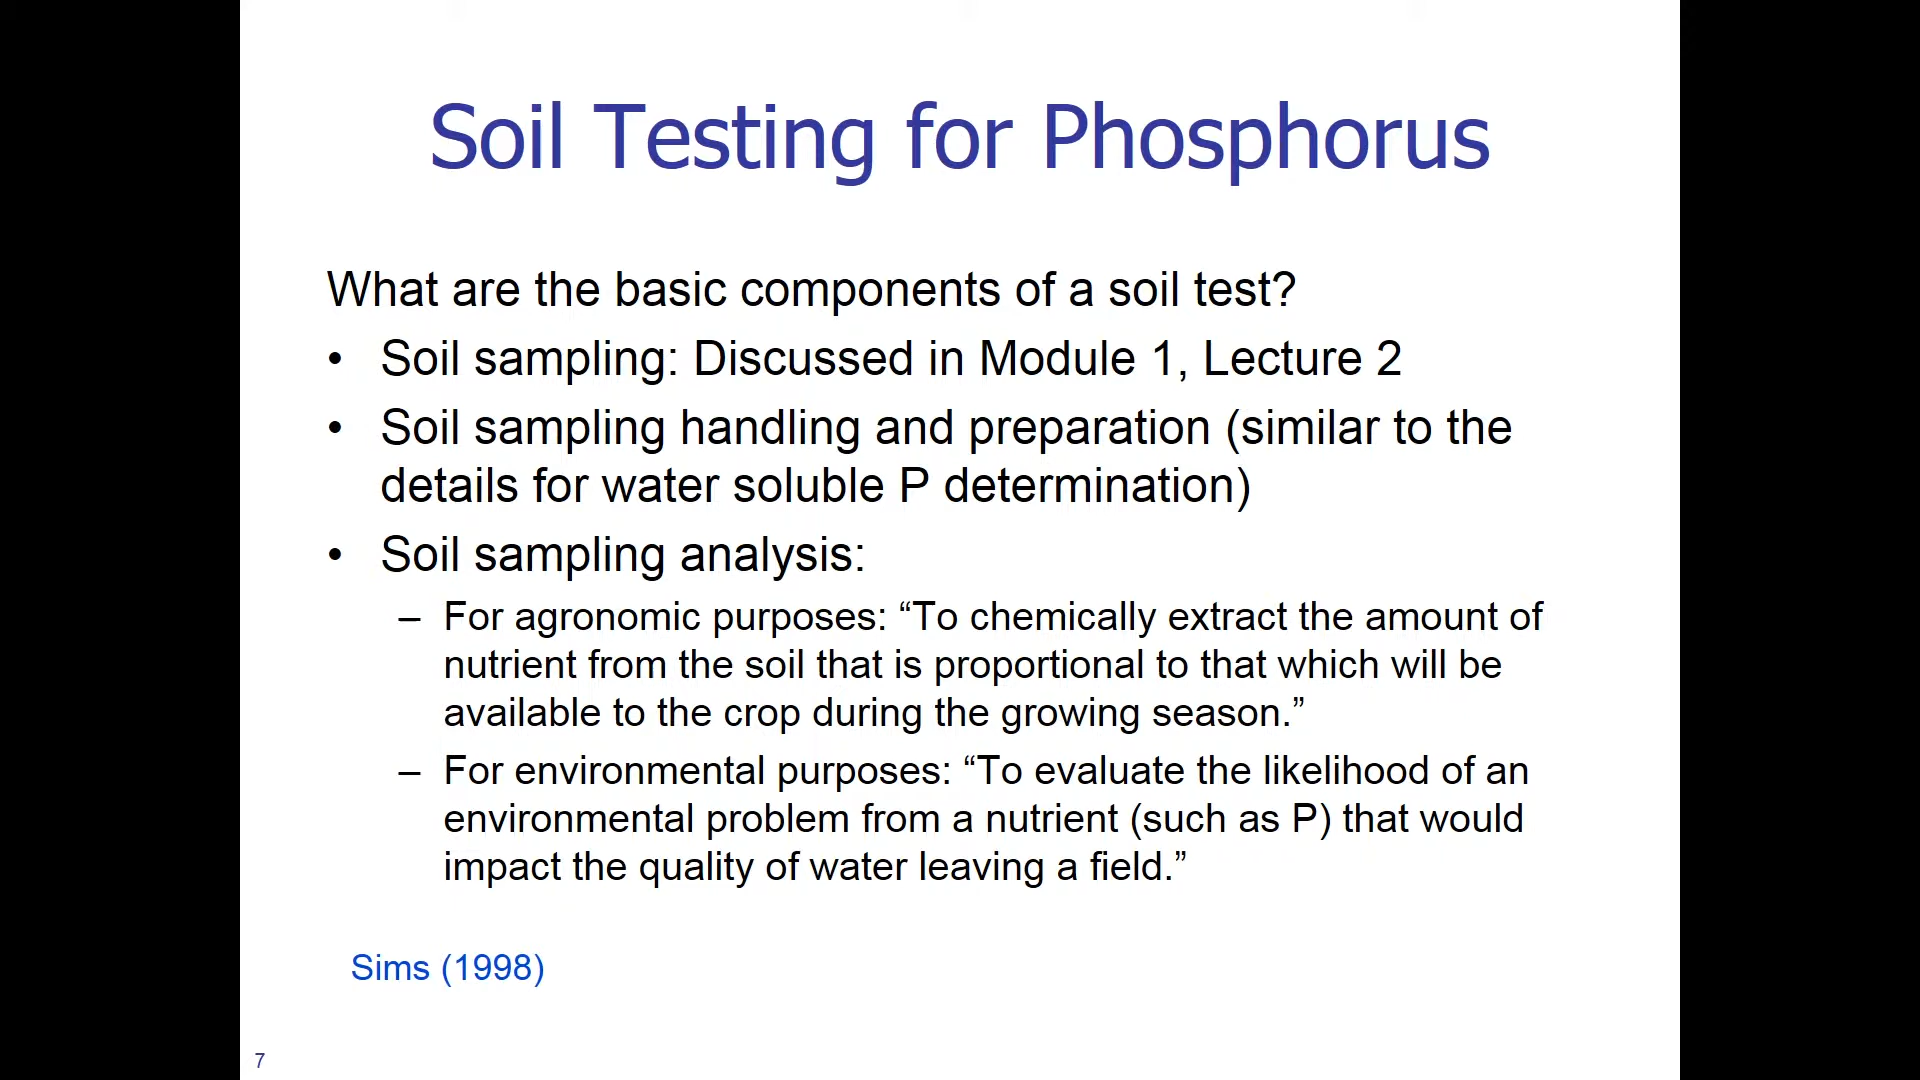 Soil Testing for Phosphorus
What are the basic components of a soil test?
• Soil sampling: Discussed in Module 1, Lecture 2
• Soil sampling handling and preparation (similar to the
details for water soluble P determination)
• Soil sampling analysis:
– For agronomic purposes: “To chemically extract the amount of
nutrient from the soil that is proportional to that which will be
available to the crop during the growing season.”
– For environmental purposes: “To evaluate the likelihood of an
environmental problem from a nutrient (such as P) that would
impact the quality of water leaving a field.”
Sims (1998)
7